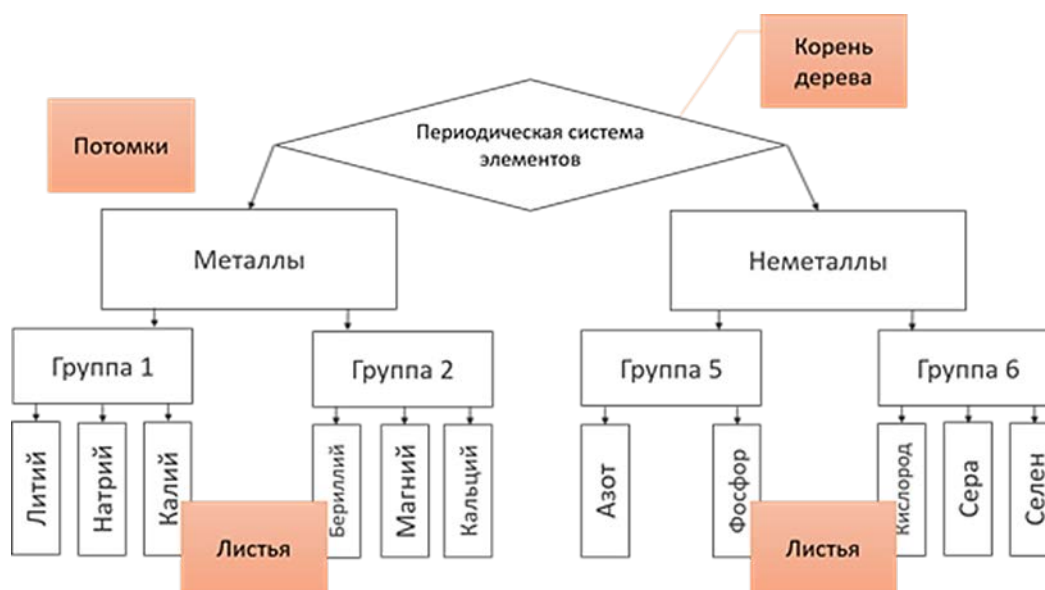 Корень
дерева
Потомки
Периодическая система
элементов
Металлы
Неметаллы
Группа 1
Группа 2
Группа 5
Группа 6
Литий
Натрий
Калий
Бериллий
Магний
Кальций
Азот
Фосфор
Кислород
Сера
Селен
Листья
Листья